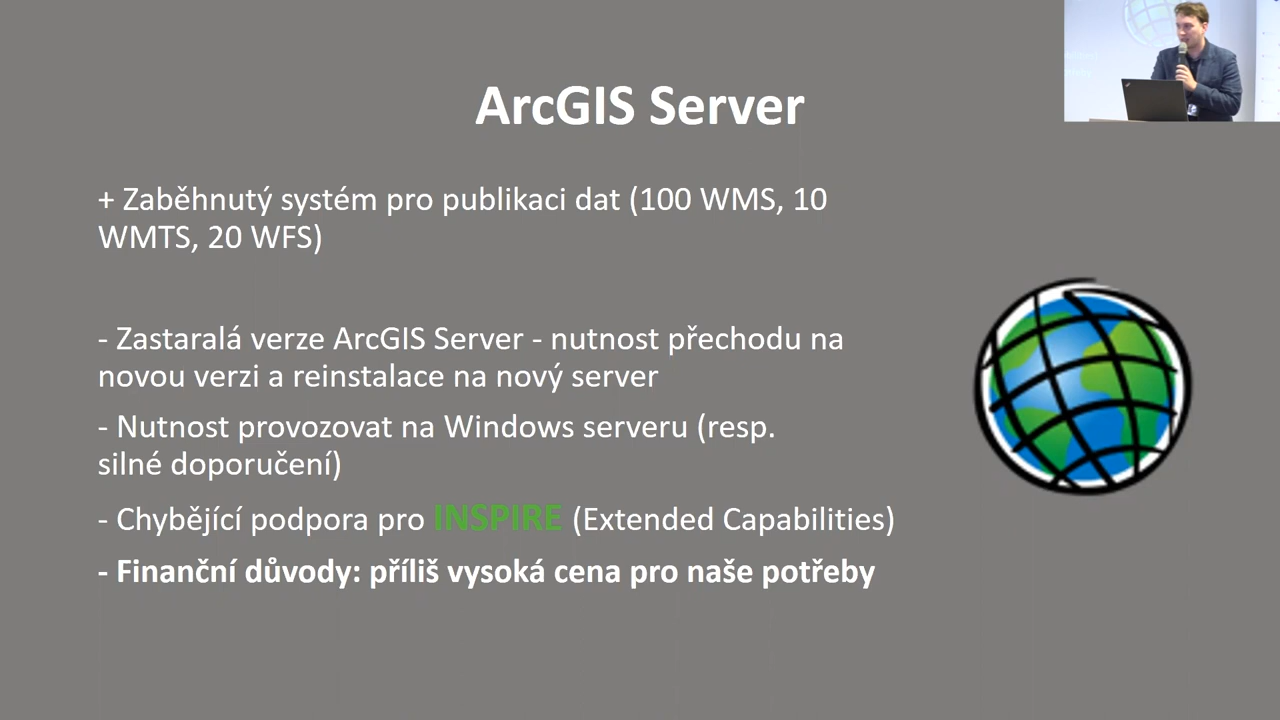 ArcGIS Server
+ Zaběhnutý systém pro publikaci dat (100 WMS, 10
WMTS, 20 WFS)
- Zastaralá verze ArcGIS Server - nutnost přechodu na
novou verzi a reinstalace na nový server
- Nutnost provozovat na Windows serveru (resp.
silné doporučení)
- Chybějící podpora pro INSPIRE (Extended Capabilities)
- Finanční důvody: příliš vysoká cena pro naše potřeby